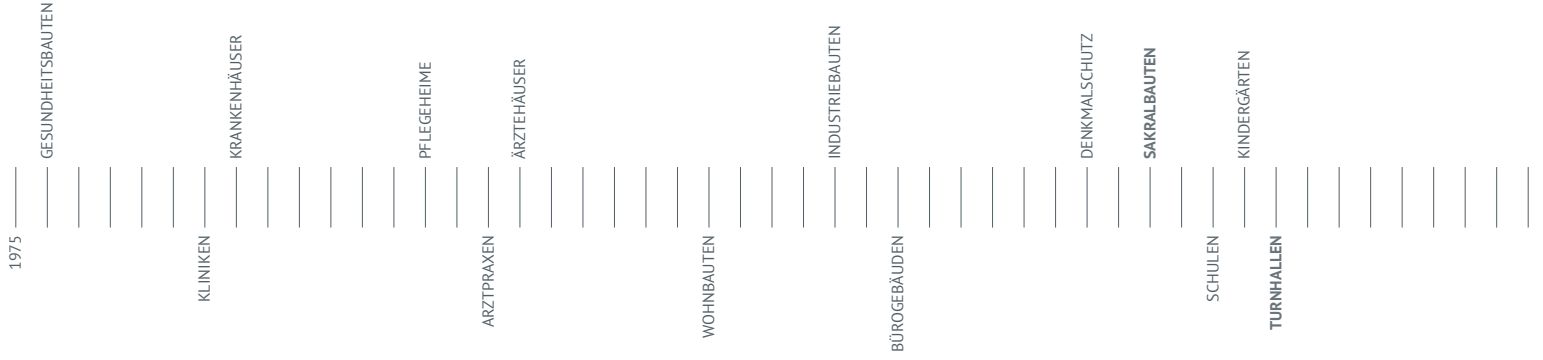 1975
GESUNDHEITSBAUTEN
KLINIKEN
KRANKENHÄUSER
PFLEGEHEIME
ARZTPRAXEN
ÄRZTEHÄUSER
WOHNBAUTEN
INDUSTRIEBAUTEN
BÜROGEBÄUDEN
DENKMALSCHUTZ
SAKRALBAUTEN
SCHULEN
KINDERGÄRTEN
TURNHALLEN